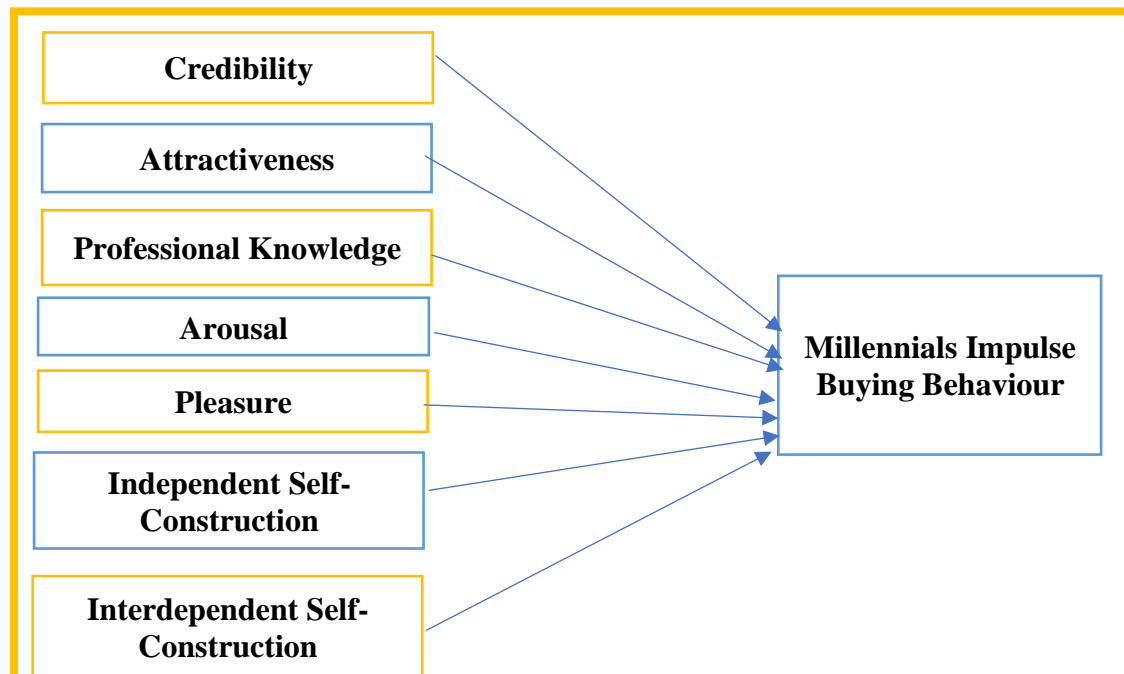 Credibility
Attractiveness
Professional Knowledge
Arousal
Pleasure
Independent Self-
Construction
Interdependent Self-
Construction
Millennials Impulse
Buying Behaviour